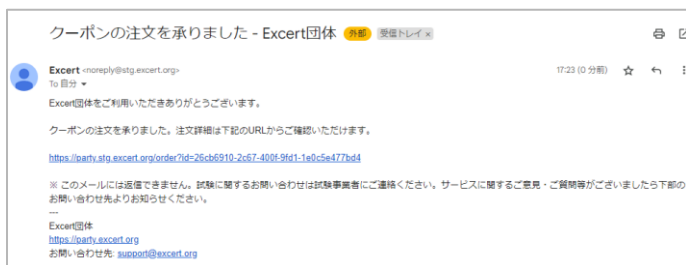 クーポンの注文を承りました - Excert団体 外部 受信トレイ ×
Excert <noreply@stg.excert.org> 17:23 (0 分前)
To 自分
Excert団体をご利用いただきありがとうございます。
クーポンの注文を承りました。注文詳細は下記のURLからご確認いただけます。
https://party.stg.excert.org/order?id=26cb6910-2c67-400f-9fd1-1e0c5e477bd4
※ このメールには返信できません。試験に関するお問い合わせは試験事業者にご連絡ください。サービスに関するご意見・ご質問等がございましたら下部の
お問い合わせ先よりお知らせください。
---
Excert団体
https://party.excert.org
お問い合わせ先: support@excert.org